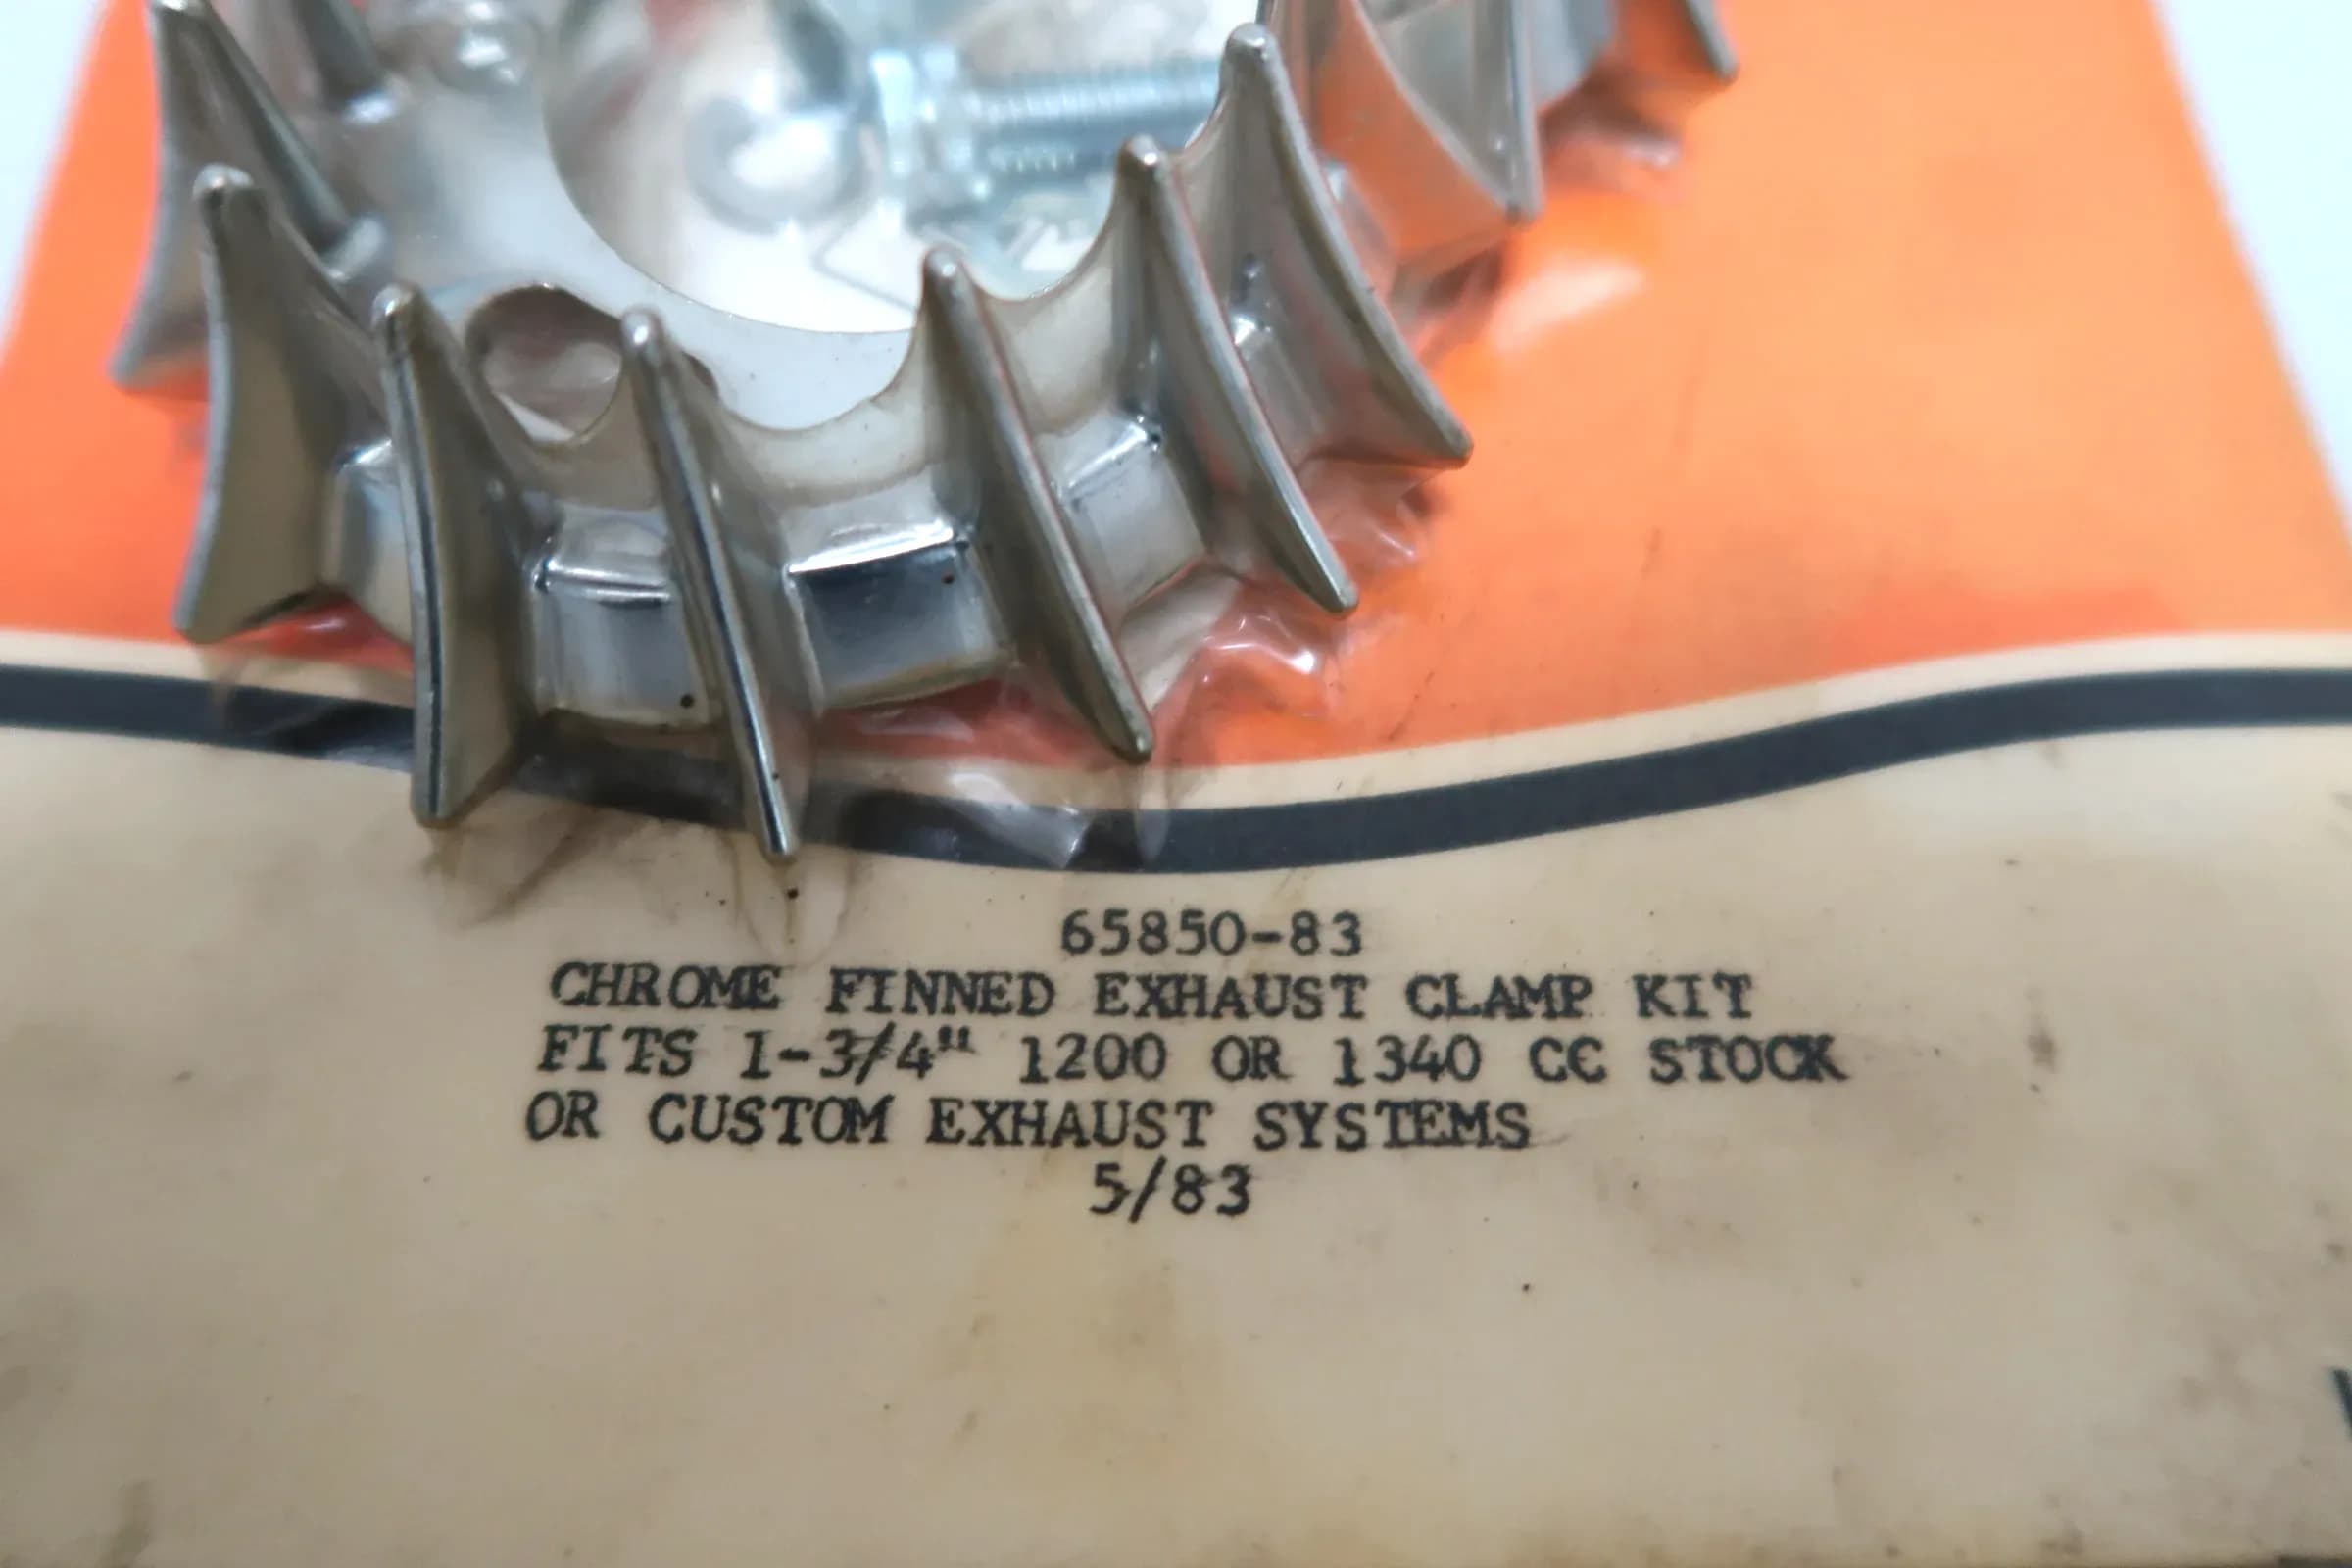 65850-83
CHROME FINNED EXHAUST CLAMP KIT
FITS 1-3/4" 1200 OR 1340 CC STOCK
OR CUSTOM EXHAUST SYSTEMS
5/83